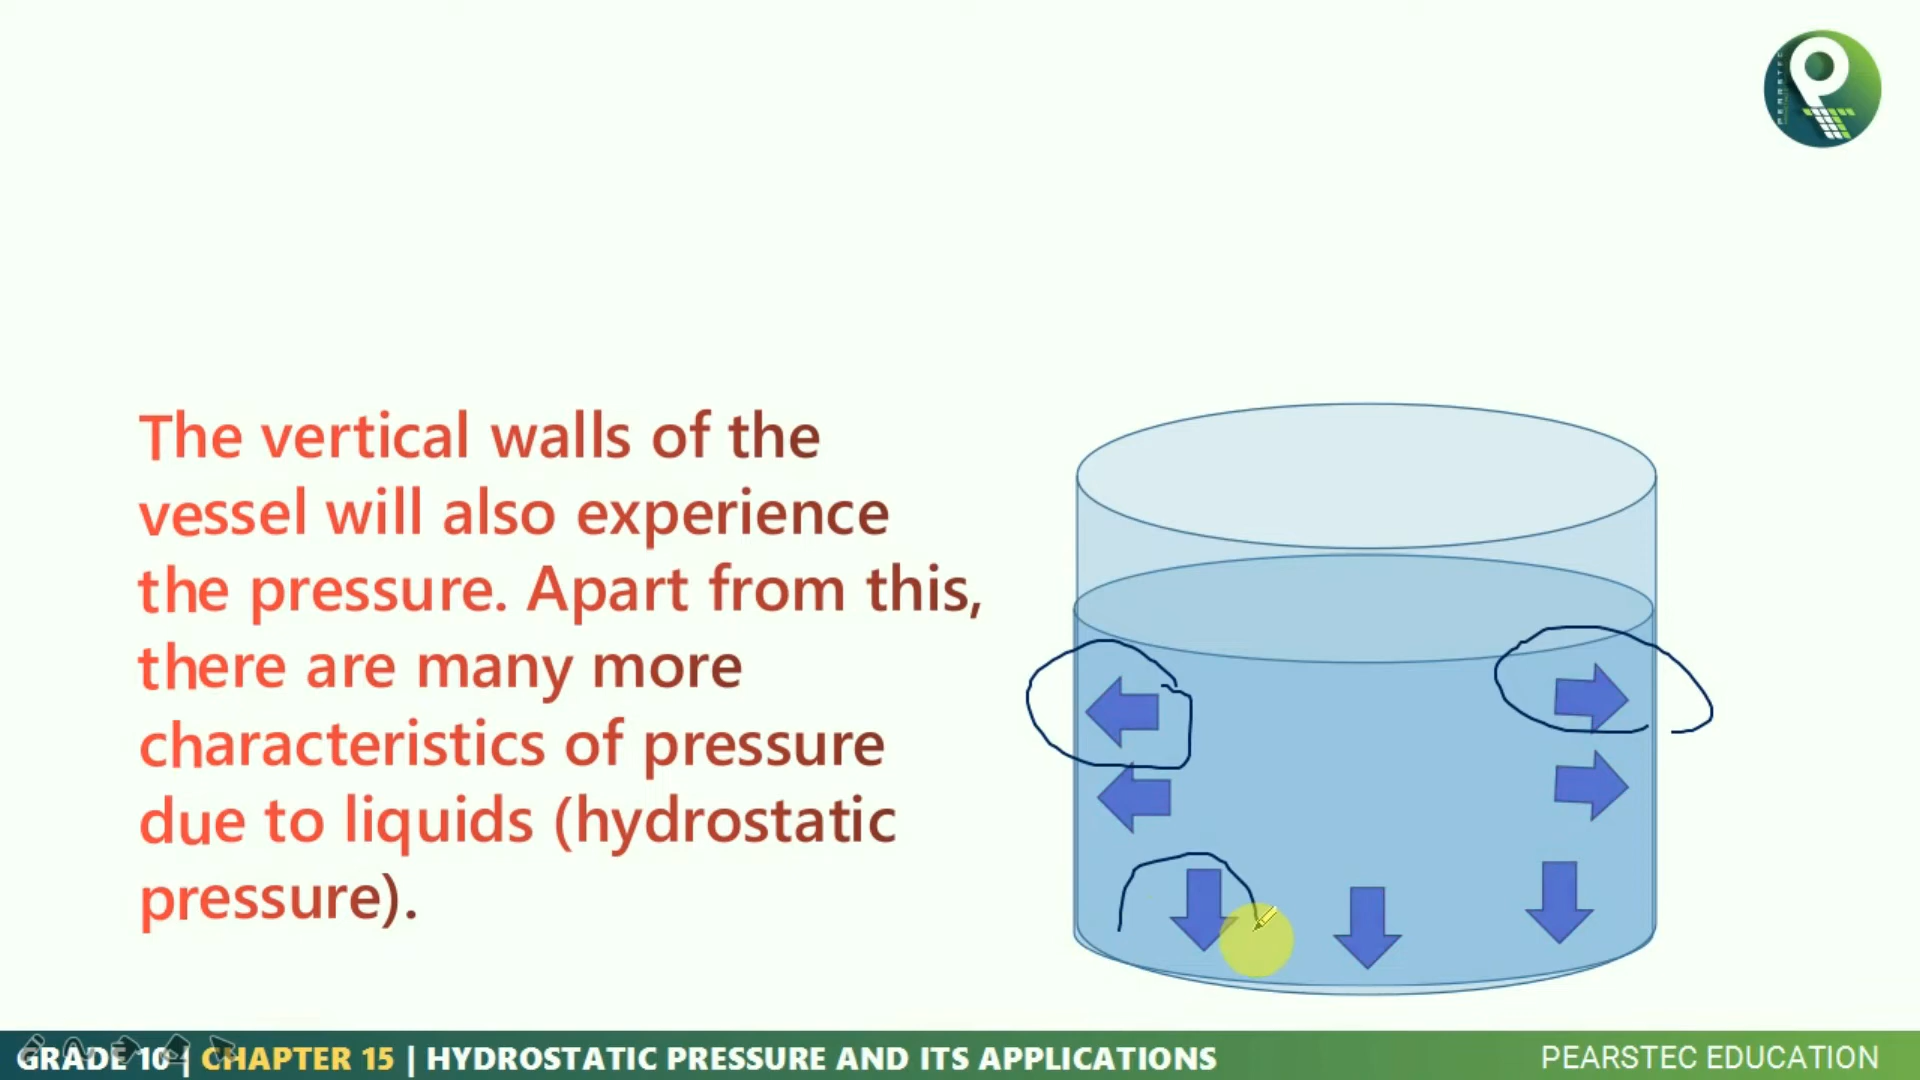 The vertical walls of the
vessel will also experience
the pressure. Apart from this,
there are many more
characteristics of pressure
due to liquids (hydrostatic
pressure).
GRADE 10 | CHAPTER 15 | HYDROSTATIC PRESSURE AND ITS APPLICATIONS
PEARSTEC EDUCATION
PEARSTEC